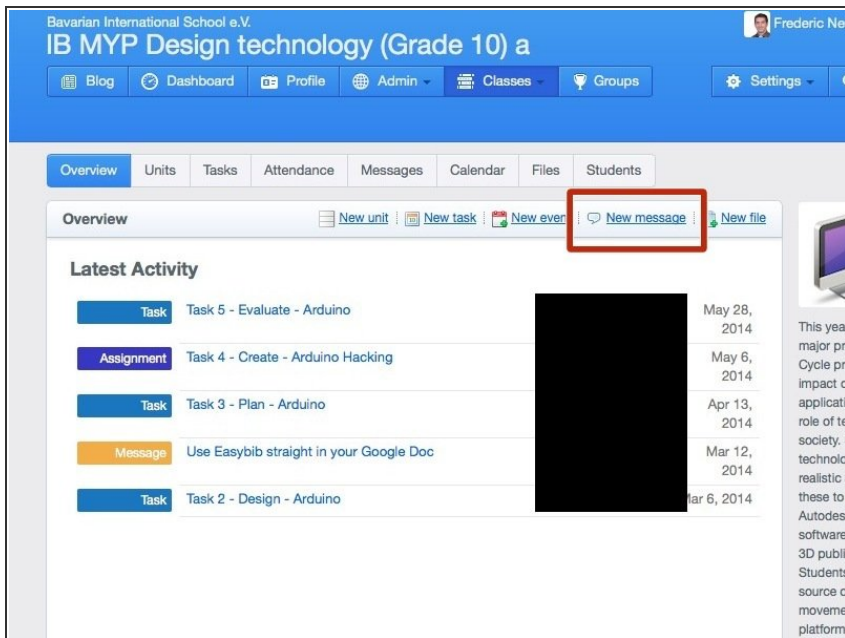 Bavarian International School e.V.
Frederic Ne
IB MYP Design technology (Grade 10) a
Blog Dashboard Profile Admin Classes Groups Settings
Overview Units Tasks Attendance Messages Calendar Files Students
Overview New unit New task New even New message New file
Latest Activity
Task Task 5 - Evaluate - Arduino May 28,
2014
Assignment Task 4 - Create - Arduino Hacking May 6,
2014
Task Task 3 - Plan - Arduino Apr 13,
2014
Message Use Easybib straight in your Google Doc Mar 12,
2014
Task Task 2 - Design - Arduino Mar 6, 2014
This yea
major pr
Cycle pr
impact o
applicati
role of te
society.
technolo
realistic
these to
Autodes
software
3D publi
Students
source o
moveme
platform